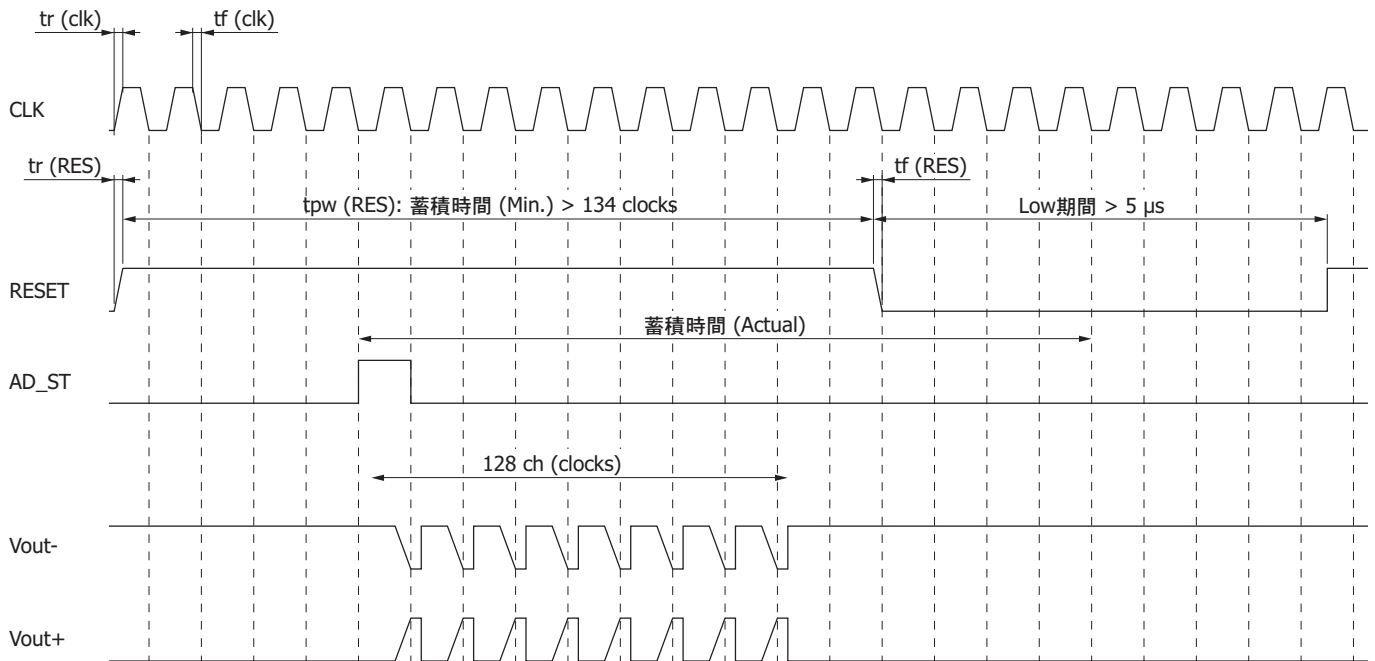 tr (clk)
tf (clk)
CLK
tr (RES)
tf (RES)
tpw (RES): 蓄積時間 (Min.) > 134 clocks
Low期間 > 5 µs
RESET
蓄積時間 (Actual)
AD_ST
128 ch (clocks)
Vout-
Vout+